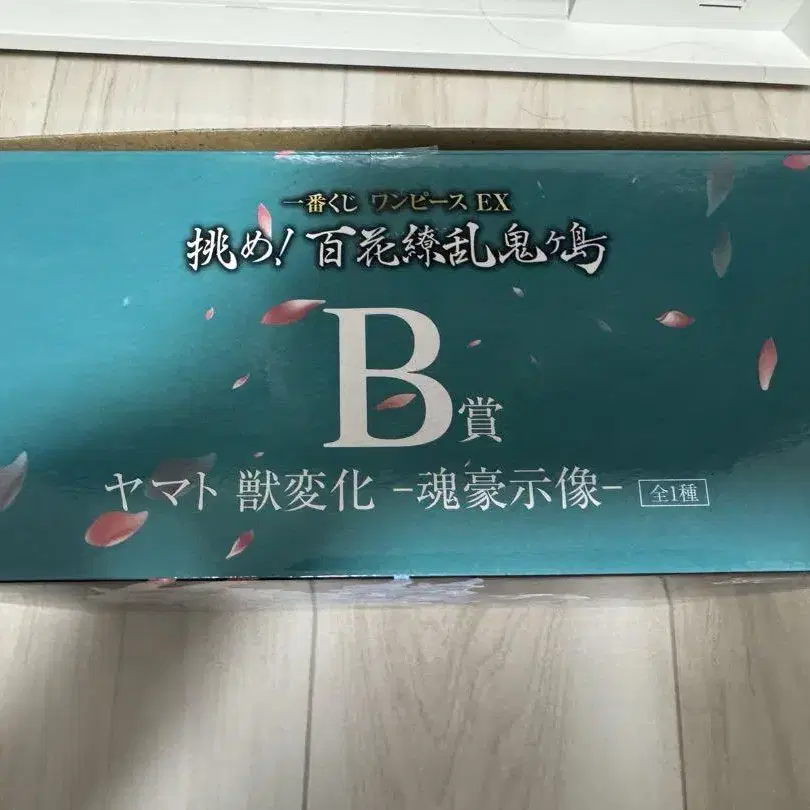 一番くじ ワンピース EX
挑め！百花繚乱鬼ヶ島
B賞
ヤマト 獣変化 -魂豪示像- 全1種